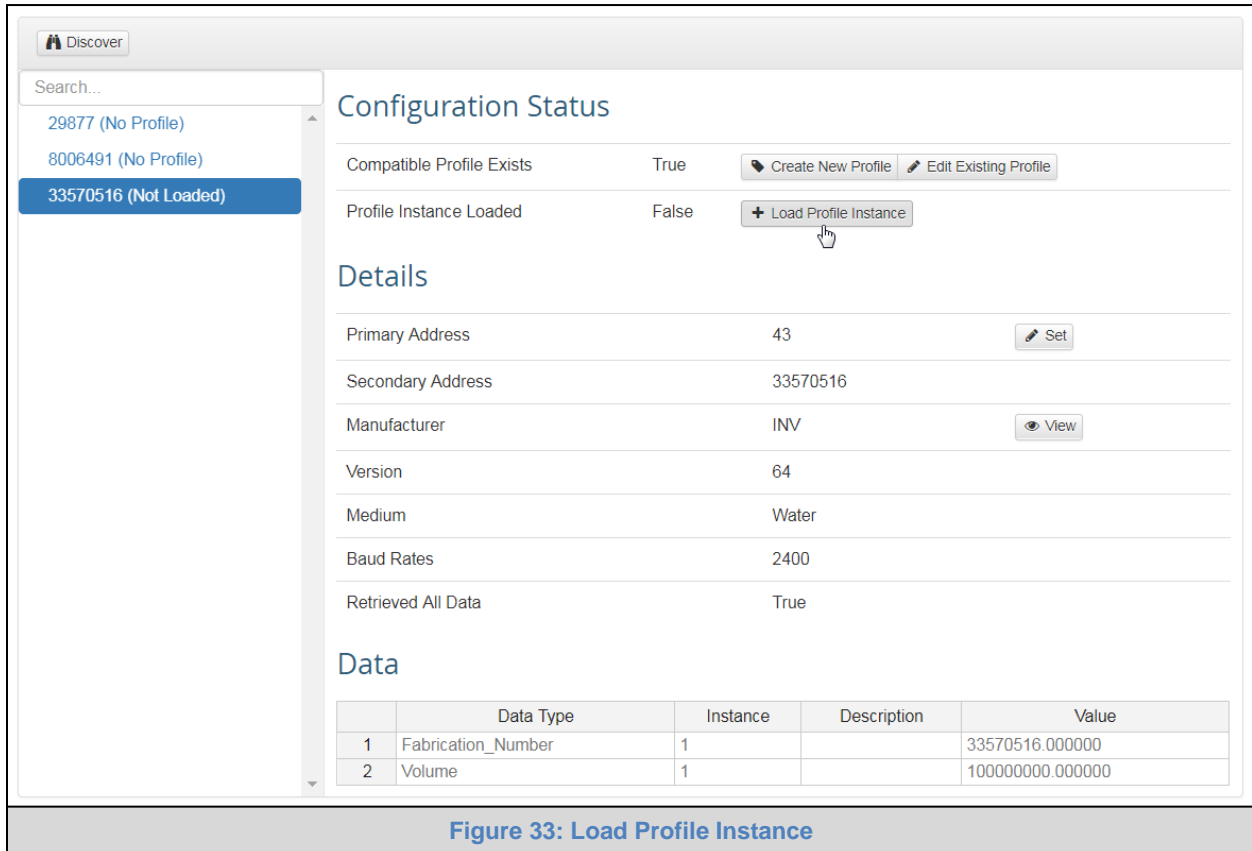 Discover
Search...
29877 (No Profile)
8006491 (No Profile)
33570516 (Not Loaded)
Configuration Status
Compatible Profile Exists True Create New Profile Edit Existing Profile
Profile Instance Loaded False Load Profile Instance
Details
Primary Address 43 Set
Secondary Address 33570516
Manufacturer INV View
Version 64
Medium Water
Baud Rates 2400
Retrieved All Data True
Data
Data Type Instance Description Value
1 Fabrication_Number 1 33570516.000000
2 Volume 1 100000000.000000
Figure 33: Load Profile Instance